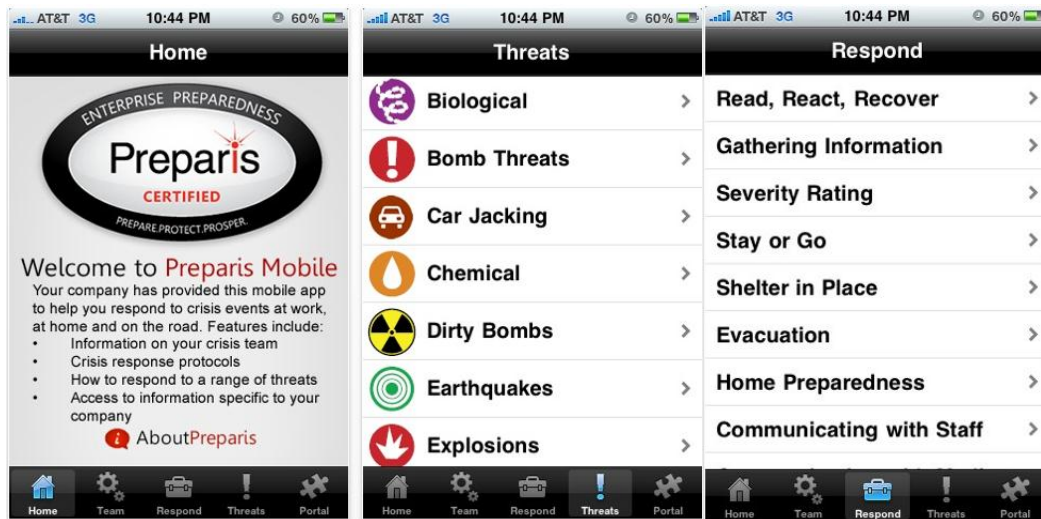 AT&T 3G 10:44 PM 60%
Home
ENTERPRISE PREPAREDNESS
Preparis
CERTIFIED
PREPARE.PROTECT.PROSPER.
Welcome to Preparis Mobile
Your company has provided this mobile app
to help you respond to crisis events at work,
at home and on the road. Features include:
• Information on your crisis team
• Crisis response protocols
• How to respond to a range of threats
• Access to information specific to your
company
i AboutPreparis
Home Team Respond Threats Portal
AT&T 3G 10:44 PM 60%
Threats
Biological
Bomb Threats
Car Jacking
Chemical
Dirty Bombs
Earthquakes
Explosions
Home Team Respond Threats Portal
AT&T 3G 10:44 PM 60%
Respond
Read, React, Recover
Gathering Information
Severity Rating
Stay or Go
Shelter in Place
Evacuation
Home Preparedness
Communicating with Staff
Home Team Respond Threats Portal